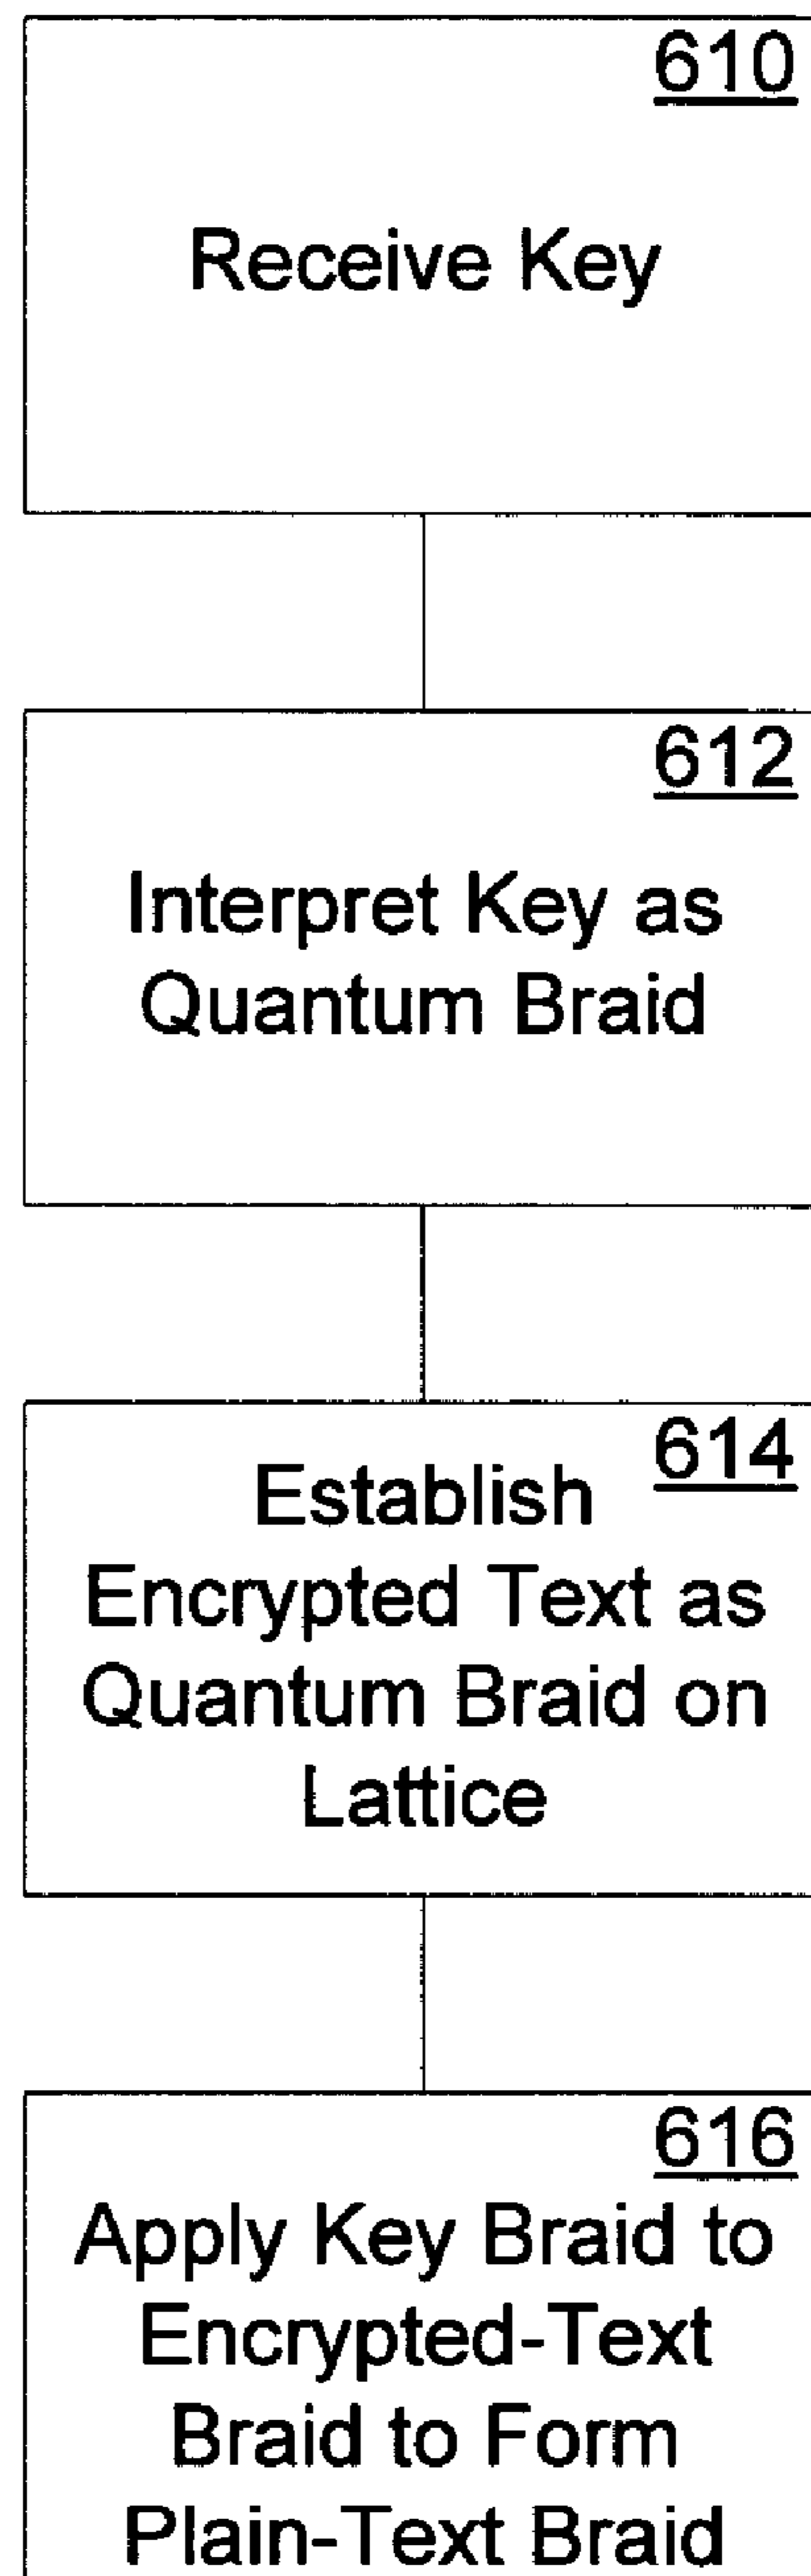 610
Receive Key
612
Interpret Key as
Quantum Braid
614
Establish
Encrypted Text as
Quantum Braid on
Lattice
616
Apply Key Braid to
Encrypted-Text
Braid to Form
Plain-Text Braid